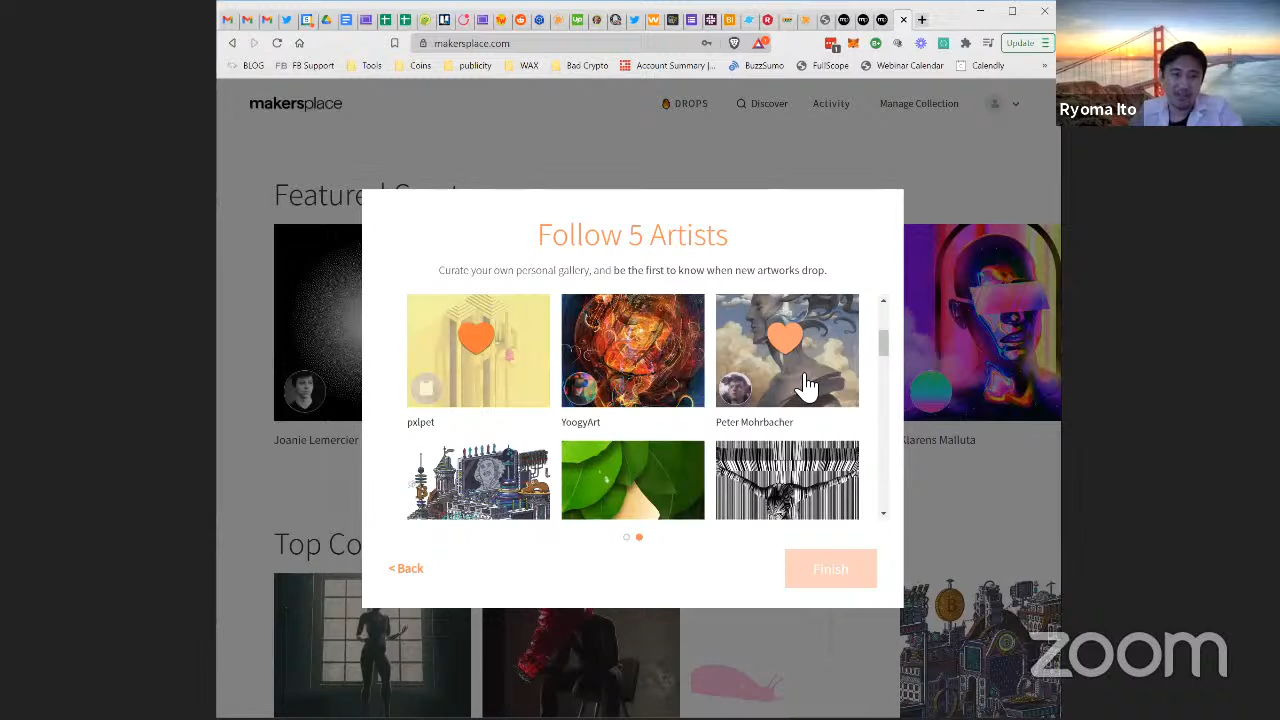 makersplace.com
Update
BLOG
FB Support
Tools
Coins
publicity
WAX
Bad Crypto
Account Summary |...
BuzzSumo
FullScope
Webinar Calendar
Calendly
»
Ryoma Ito
makersplace
DROPS
Discover
Activity
Manage Collection
Featured
Follow 5 Artists
Curate your own personal gallery, and be the first to know when new artworks drop.
pxlpet
YoogyArt
Peter Mohrbacher
Joanie Lemercier
Klarens Malluta
Top Co
< Back
Finish
zoom